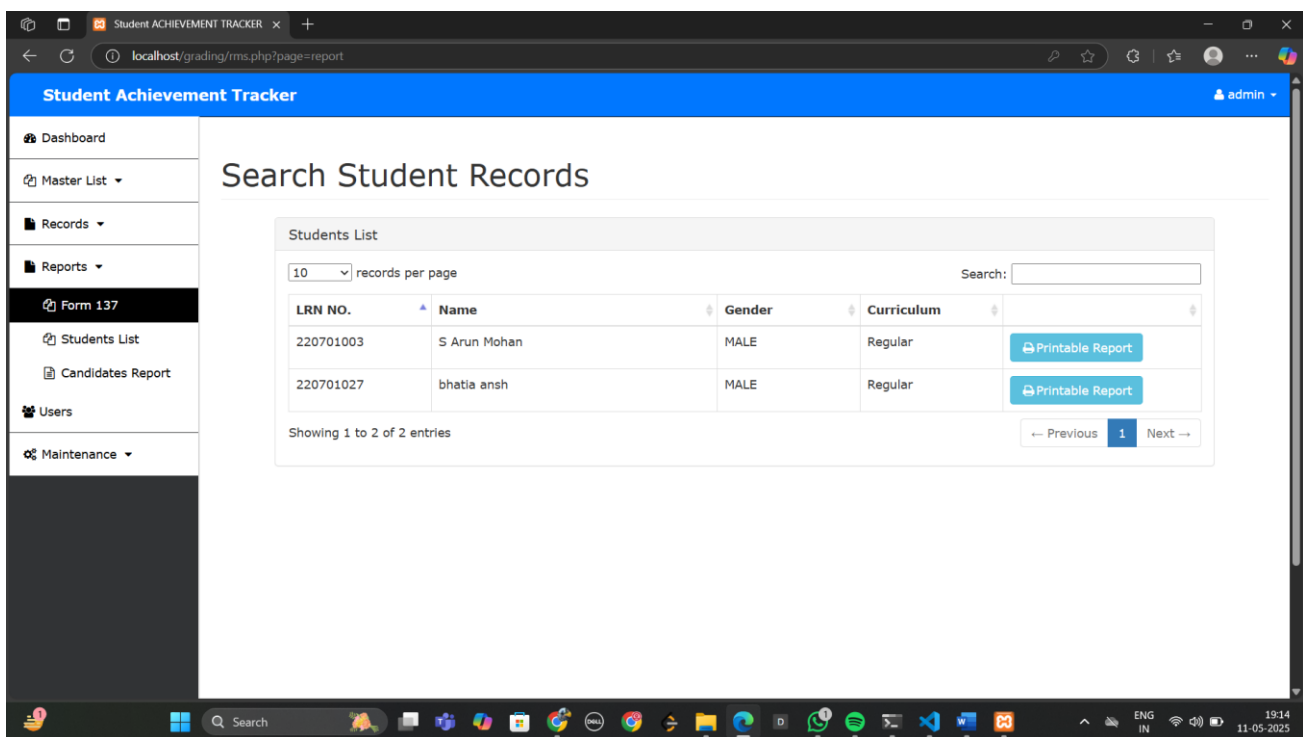 Student ACHIEVEMENT TRACKER
localhost/grading/rms.php?page=report
Student Achievement Tracker
admin
Dashboard
Master List
Records
Reports
Form 137
Students List
Candidates Report
Users
Maintenance
Search Student Records
Students List
10 records per page
Search:
LRN NO. Name Gender Curriculum
220701003 S Arun Mohan MALE Regular Printable Report
220701027 bhatia ansh MALE Regular Printable Report
Showing 1 to 2 of 2 entries
← Previous 1 Next →
1
Search
DELL
D
1
ENG
IN
19:14
11-05-2025